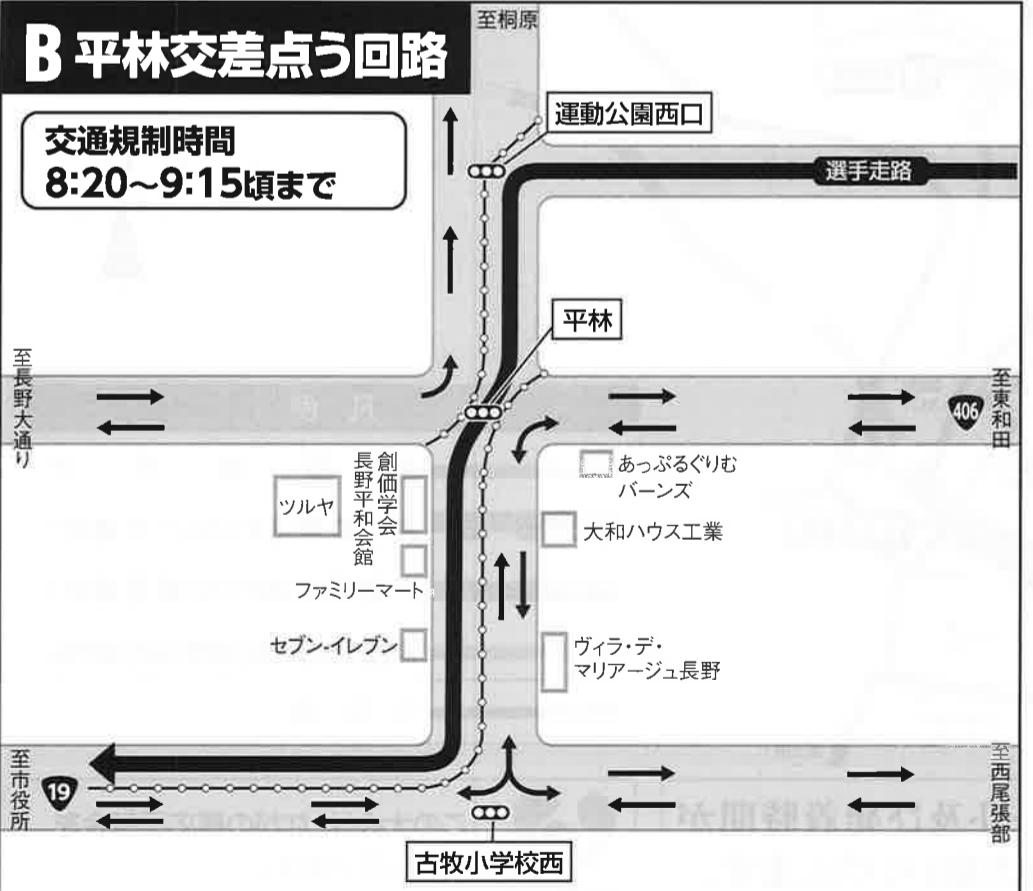 至桐原
B 平林交差点う回路
運動公園西口
交通規制時間
8:20～9:15頃まで
選手走路
平林
至長野大通り
至東和田
406
創価学会
長野平和会館
ツルヤ
あっぷるぐりむ
バーンズ
大和ハウス工業
ファミリーマート
セブン-イレブン
ヴィラ・デ・
マリアージュ長野
至市役所
19
至西尾張部
古牧小学校西